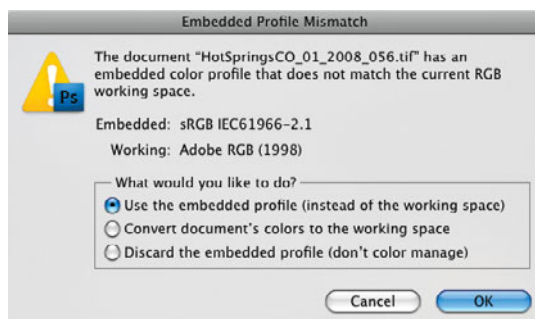 Embedded Profile Mismatch
The document “HotSpringsCO_01_2008_056.tif” has an
embedded color profile that does not match the current RGB
working space.
Ps
Embedded: sRGB IEC61966-2.1
Working: Adobe RGB (1998)
What would you like to do?
Use the embedded profile (instead of the working space)
Convert document's colors to the working space
Discard the embedded profile (don't color manage)
Cancel OK